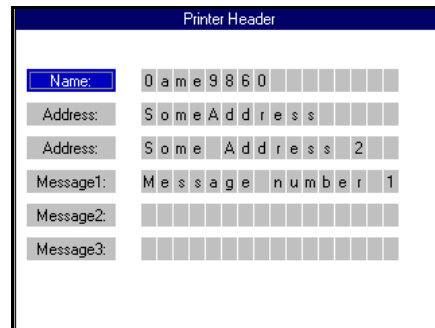 Printer Header
Name: 0ame9860
Address: SomeAddress
Address: Some Address 2
Message1: Message number 1
Message2:
Message3: